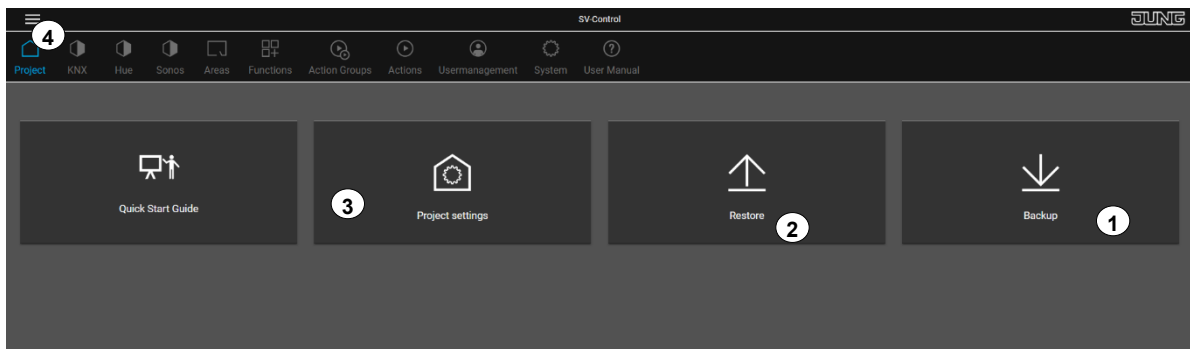 SV-Control
JUNG
4
Project KNX Hue Sonos Areas Functions Action Groups Actions Usermanagement System User Manual
Quick Start Guide
3
Project settings
Restore
2
Backup
1